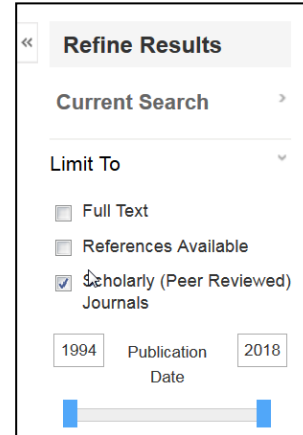 «
Refine Results
Current Search
Limit To
Full Text
References Available
Scholarly (Peer Reviewed)
Journals
1994 Publication 2018
Date